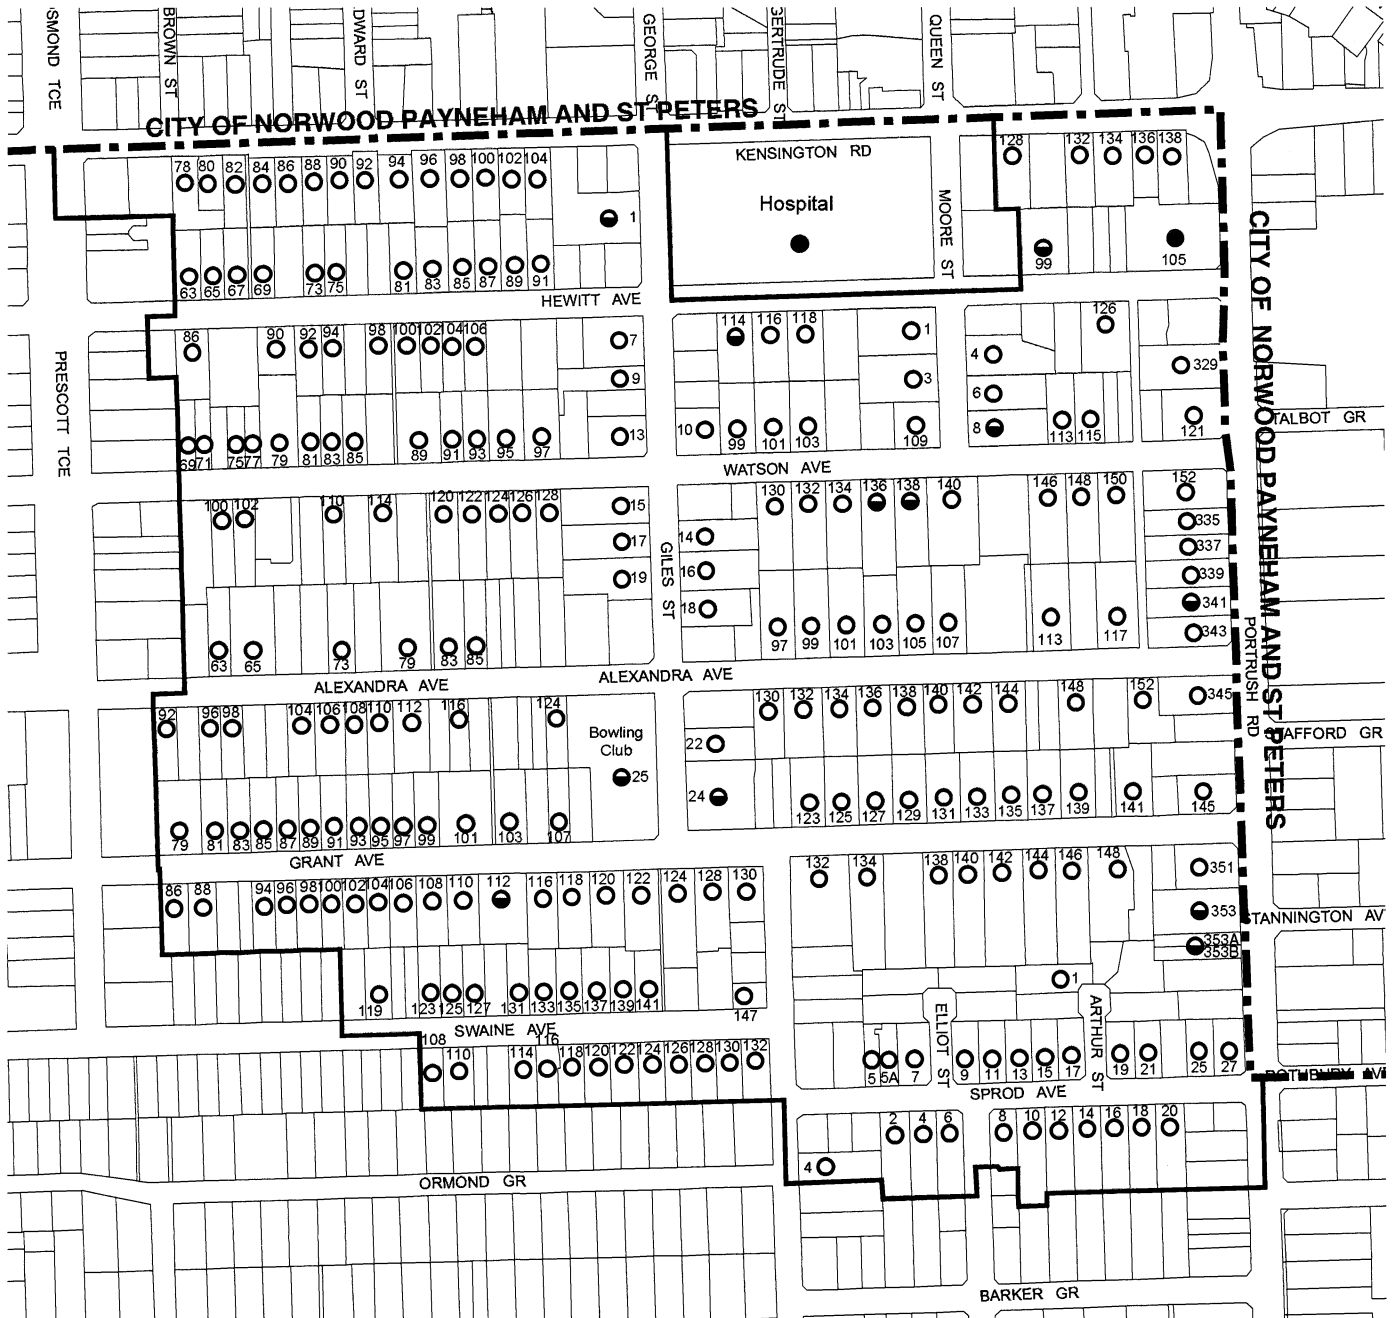 SMOND TCE
BROWN ST
DWARD ST
GEORGE ST
GERTRUDE ST
QUEEN ST
CITY OF NORWOOD PAYNEHAM AND ST PETERS
KENSINGTON RD
128 132 134 136 138
78 80 82 84 86 88 90 92 94 96 98 100 102 104
Hospital
MOORE ST
1
99 105
63 65 67 69 73 75 81 83 85 87 89 91
HEWITT AVE
CITY OF NORWOOD PAYNEHAM AND ST PETERS
86 90 92 94 98 100 102 104 106
7
114 116 118
1
126
4
329
PRESCOTT TCE
9
3
6
10
13
99 101 103
109
8
113 115
121
TALBOT GR
69 71 75 77 79 81 83 85 89 91 93 95 97
WATSON AVE
100 102 110 114 120 122 124 126 128
15
130 132 134 136 138 140 146 148 150
152
335
14
17
337
GILES ST
16
19
339
18
341
343
97 99 101 103 105 107 113 117
63 65 73 79 83 85
PORTRUSH RD
ALEXANDRA AVE
ALEXANDRA AVE
92 96 98 104 106 108 110 112 116 124
130 132 134 136 138 140 142 144 148 152
345
Bowling
Club
25
22
STAFFORD GR
24
79 81 83 85 87 89 91 93 95 97 99 101 103 107
123 125 127 129 131 133 135 137 139 141 145
GRANT AVE
86 88 94 96 98 100 102 104 106 108 110 112 116 118 120 122 124 128 130
132 134 138 140 142 144 146 148
351
353
STANNINGTON AV
353A
353B
1
119 123 125 127 131 133 135 137 139 141 147
ELLIOT ST
ARTHUR ST
SWAINE AVE
108 110 114 116 118 120 122 124 126 128 130 132
5 5A 7 9 11 13 15 17 19 21 25 27
ROTHBURY AV
SPROD AVE
2 4 6 8 10 12 14 16 18 20
4
ORMOND GR
BARKER GR